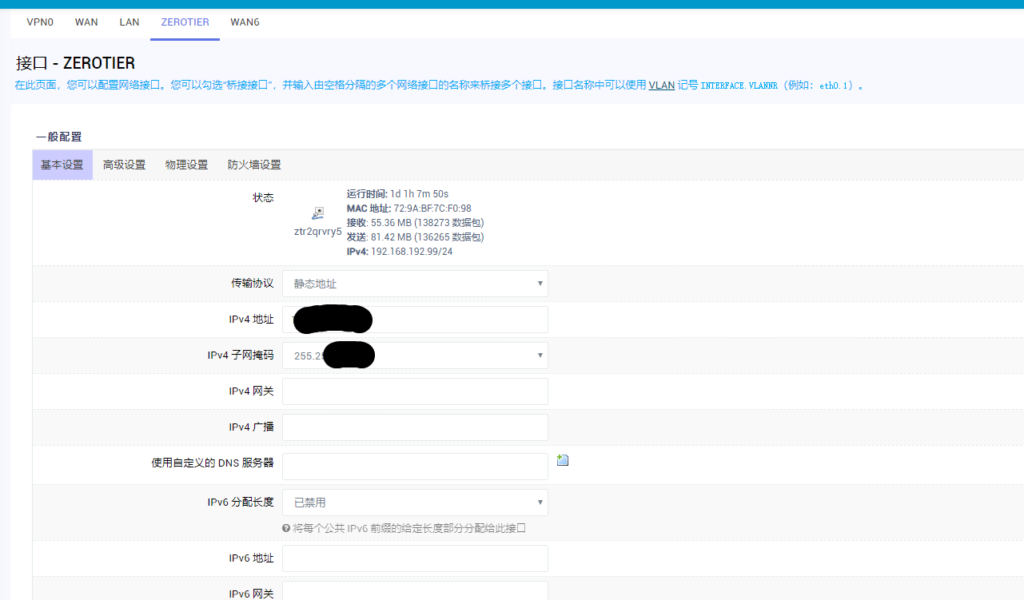 VPN0 WAN LAN ZEROTIER WAN6
接口 - ZEROTIER
在此页面，您可以配置网络接口。您可以勾选“桥接接口”，并输入由空格分隔的多个网络接口的名称来桥接多个接口。接口名称中可以使用 VLAN 记号 INTERFACE.VLANNR（例如：eth0.1）。
一般配置
基本设置 高级设置 物理设置 防火墙设置
状态
ztr2qrvry5
运行时间: 1d 1h 7m 50s
MAC 地址: 72:9A:BF:7C:F0:98
接收: 55.36 MB (138273 数据包)
发送: 81.42 MB (136265 数据包)
IPv4: 192.168.192.99/24
传输协议 静态地址
IPv4 地址
IPv4 子网掩码 255.2
IPv4 网关
IPv4 广播
使用自定义的 DNS 服务器
IPv6 分配长度 已禁用
将每个公共 IPv6 前缀的给定长度部分分配给此接口
IPv6 地址
IPv6 网关